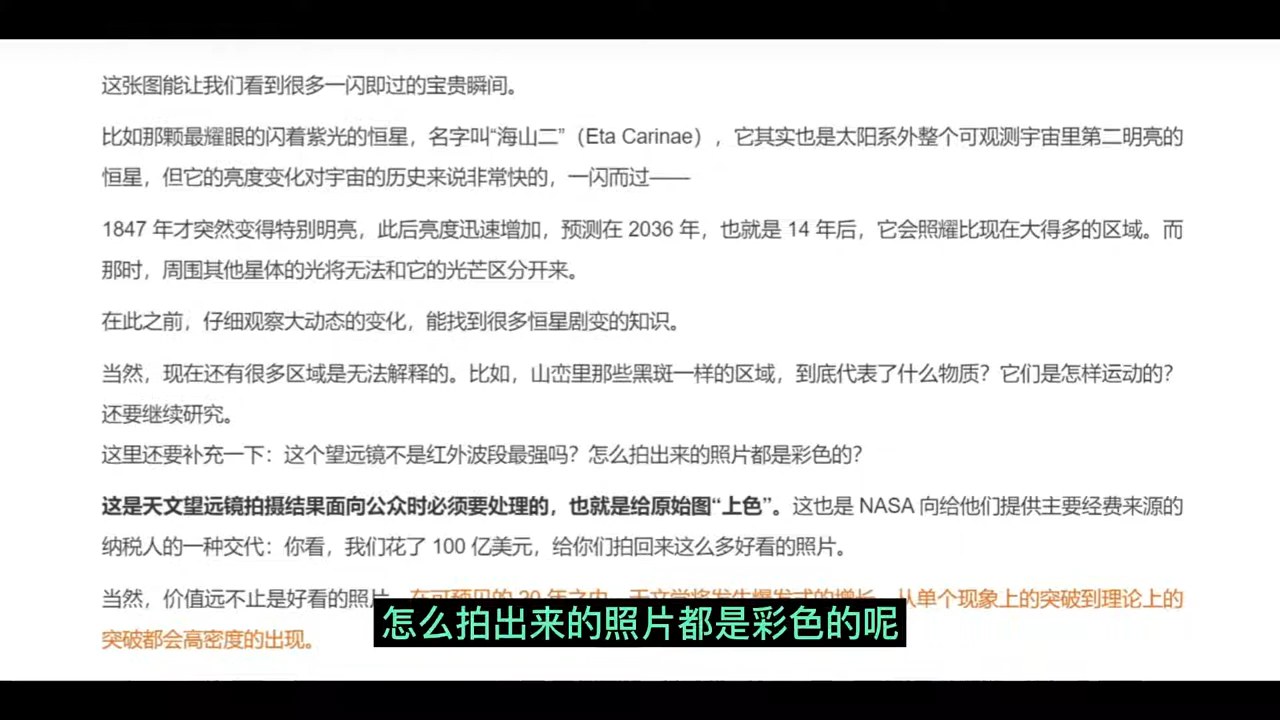 这张图能让我们看到很多一闪即过的宝贵瞬间。
比如那颗最耀眼的闪着紫光的恒星，名字叫“海山二”（Eta Carinae），它其实也是太阳系外整个可观测宇宙里第二明亮的
恒星，但它的亮度变化对宇宙的历史来说非常快的，一闪而过——
1847 年才突然变得特别明亮，此后亮度迅速增加，预测在 2036 年，也就是 14 年后，它会照耀比现在大得多的区域。而
那时，周围其他星体的光将无法和它的光芒区分开来。
在此之前，仔细观察大动态的变化，能找到很多恒星剧变的知识。
当然，现在还有很多区域是无法解释的。比如，山峦里那些黑斑一样的区域，到底代表了什么物质？它们是怎样运动的？
还要继续研究。
这里还要补充一下：这个望远镜不是红外波段最强吗？怎么拍出来的照片都是彩色的？
这是天文望远镜拍摄结果面向公众时必须要处理的，也就是给原始图“上色”。这也是 NASA 向给他们提供主要经费来源的
纳税人的一种交代：你看，我们花了 100 亿美元，给你们拍回来这么多好看的照片。
当然，价值远不止是好看的照片，在可预见的 20 年之内，天文学将发生爆发式的增长，从单个现象上的突破到理论上的
突破都会高密度的出现。
怎么拍出来的照片都是彩色的呢